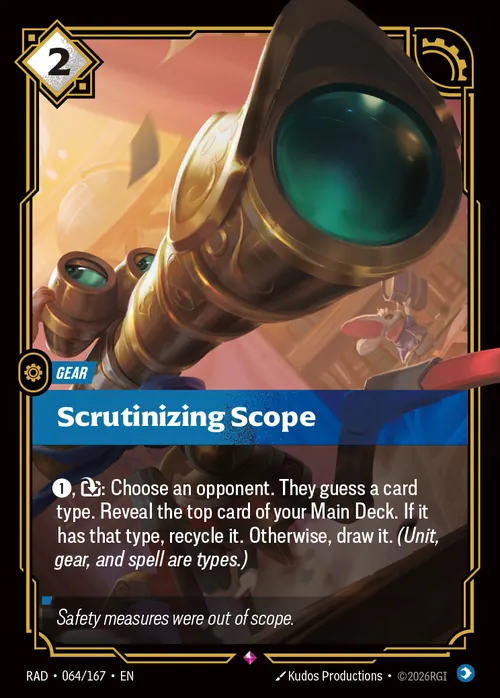 2
GEAR
Scrutinizing Scope
1, : Choose an opponent. They guess a card
type. Reveal the top card of your Main Deck. If it
has that type, recycle it. Otherwise, draw it. (Unit,
gear, and spell are types.)
Safety measures were out of scope.
RAD • 064/167 • EN
Kudos Productions • ©2026RGI